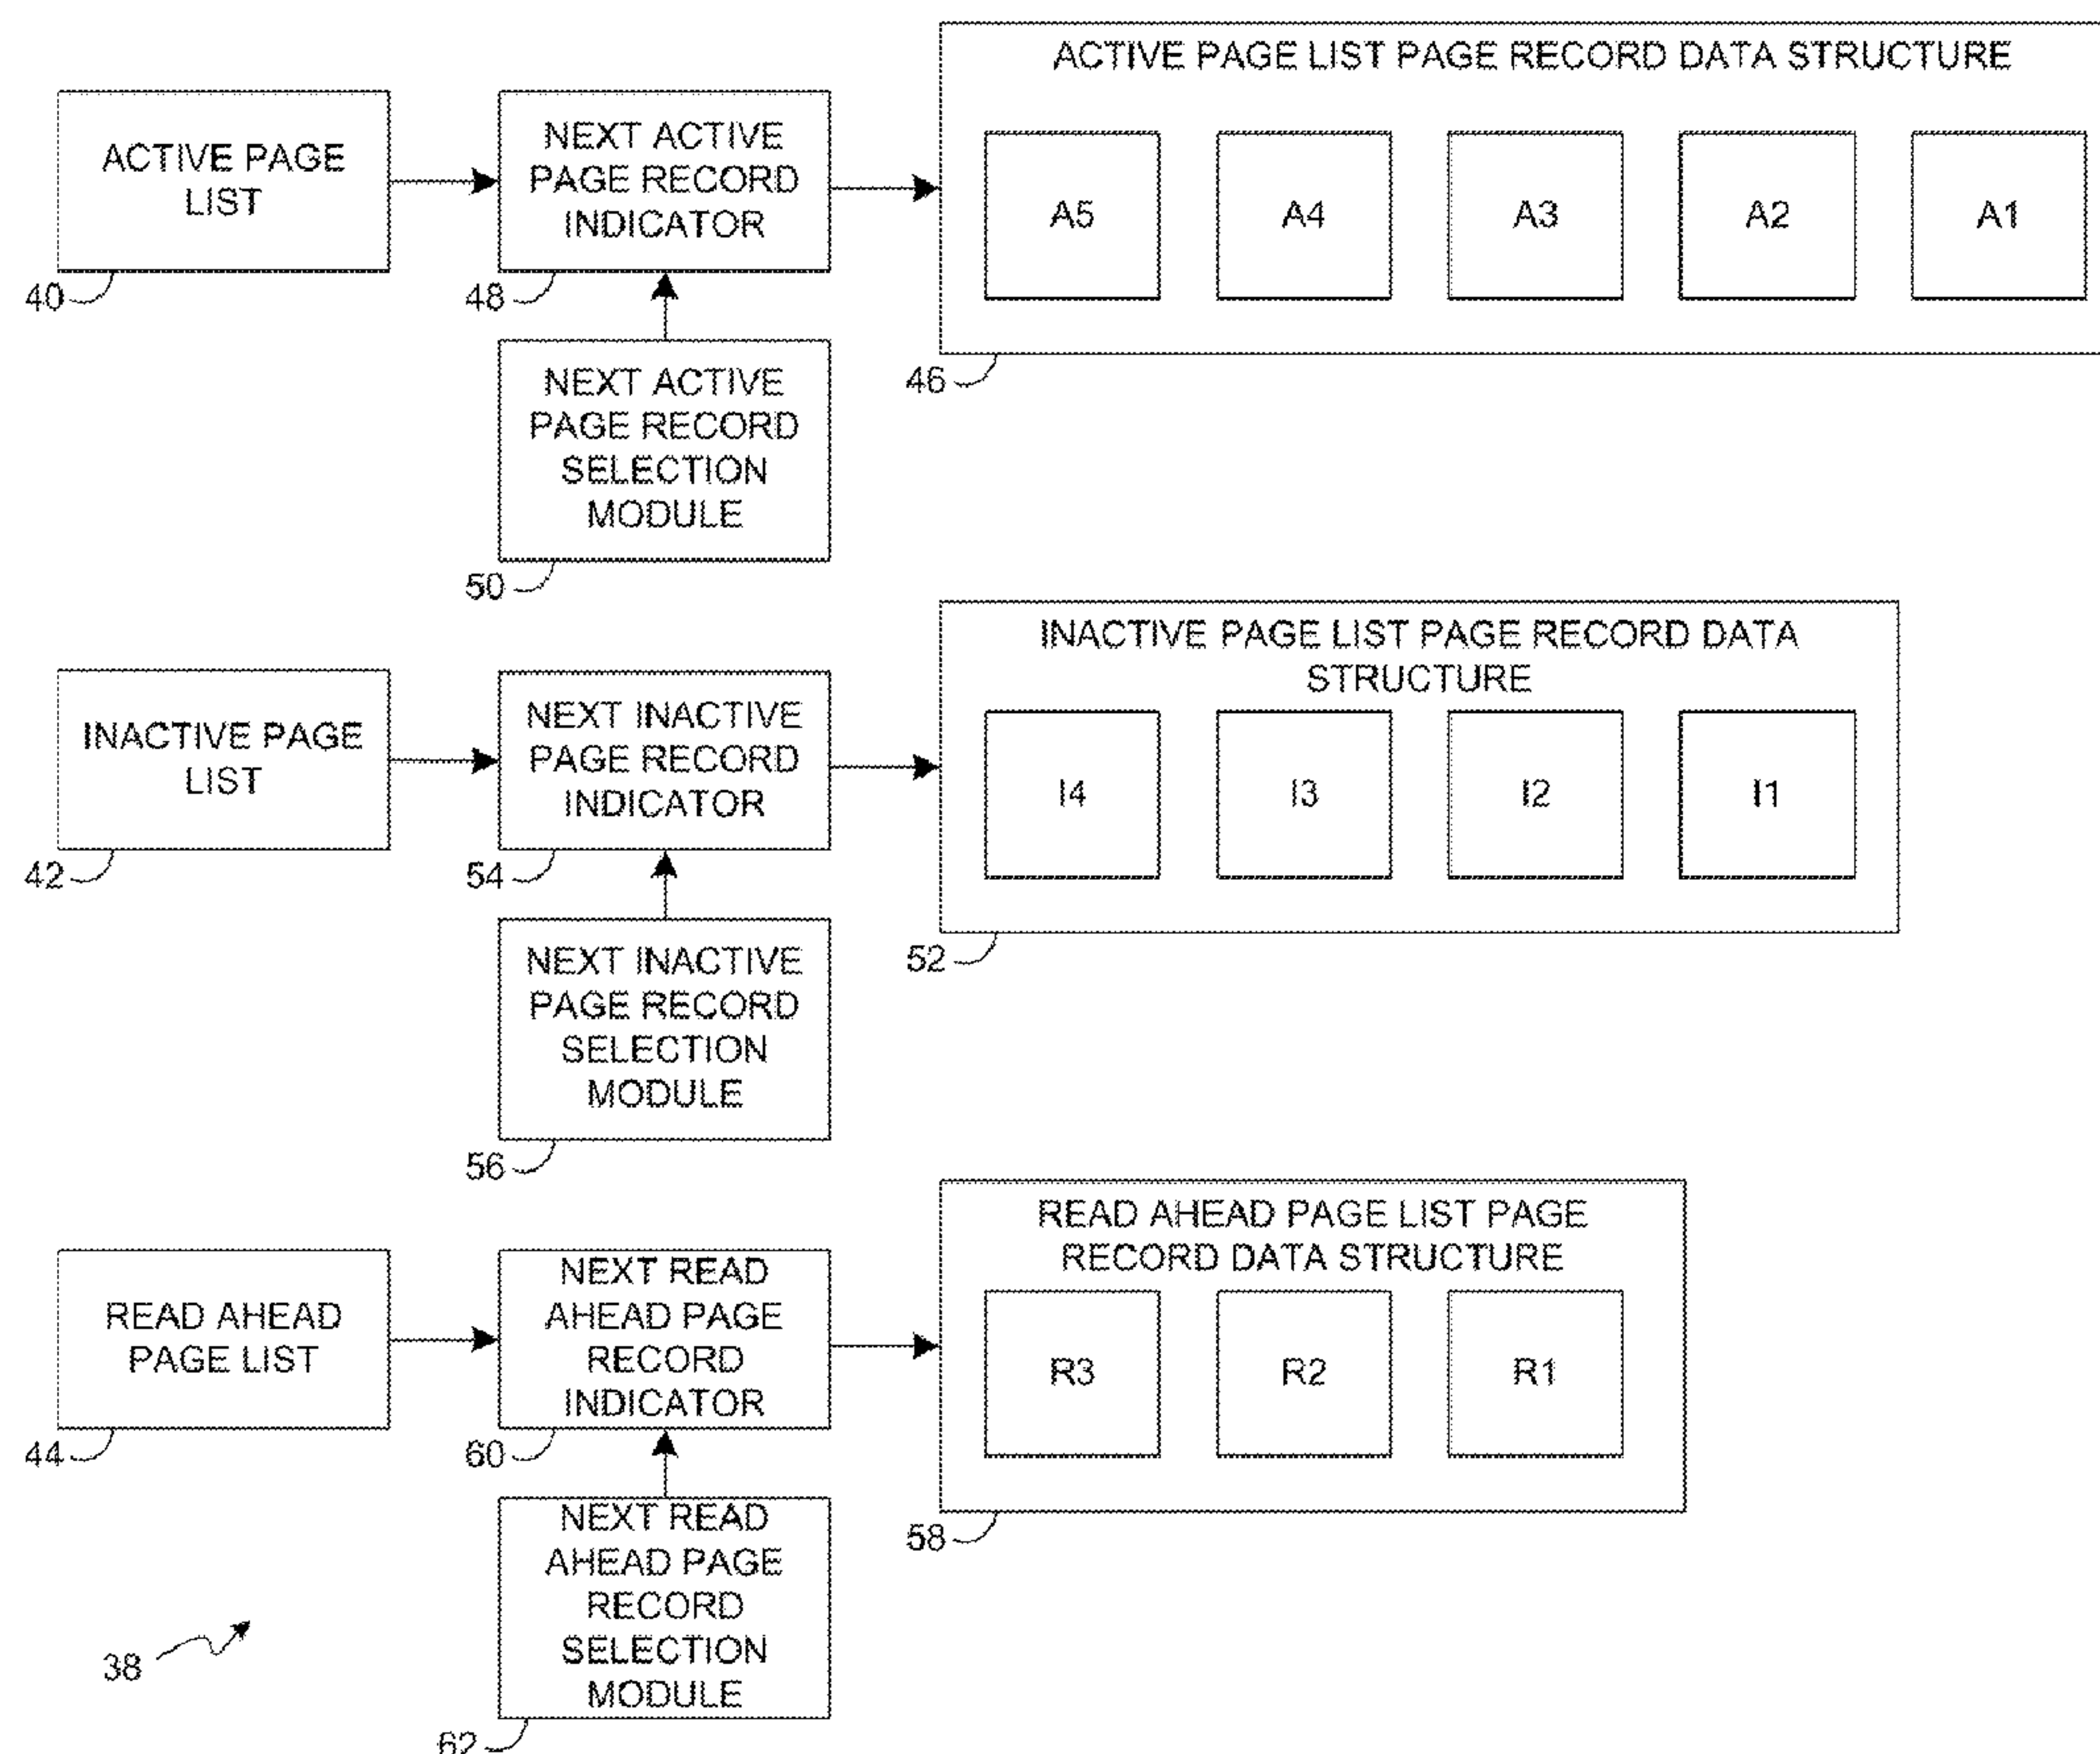 ACTIVE PAGE LIST PAGE RECORD DATA STRUCTURE
ACTIVE PAGE
LIST
40
NEXT ACTIVE
PAGE RECORD
INDICATOR
48
A5
A4
A3
A2
A1
46
NEXT ACTIVE
PAGE RECORD
SELECTION
MODULE
50
INACTIVE PAGE LIST PAGE RECORD DATA
STRUCTURE
INACTIVE PAGE
LIST
42
NEXT INACTIVE
PAGE RECORD
INDICATOR
54
I4
I3
I2
I1
52
NEXT INACTIVE
PAGE RECORD
SELECTION
MODULE
56
READ AHEAD PAGE LIST PAGE
RECORD DATA STRUCTURE
READ AHEAD
PAGE LIST
44
NEXT READ
AHEAD PAGE
RECORD
INDICATOR
60
R3
R2
R1
58
NEXT READ
AHEAD PAGE
RECORD
SELECTION
MODULE
62
38